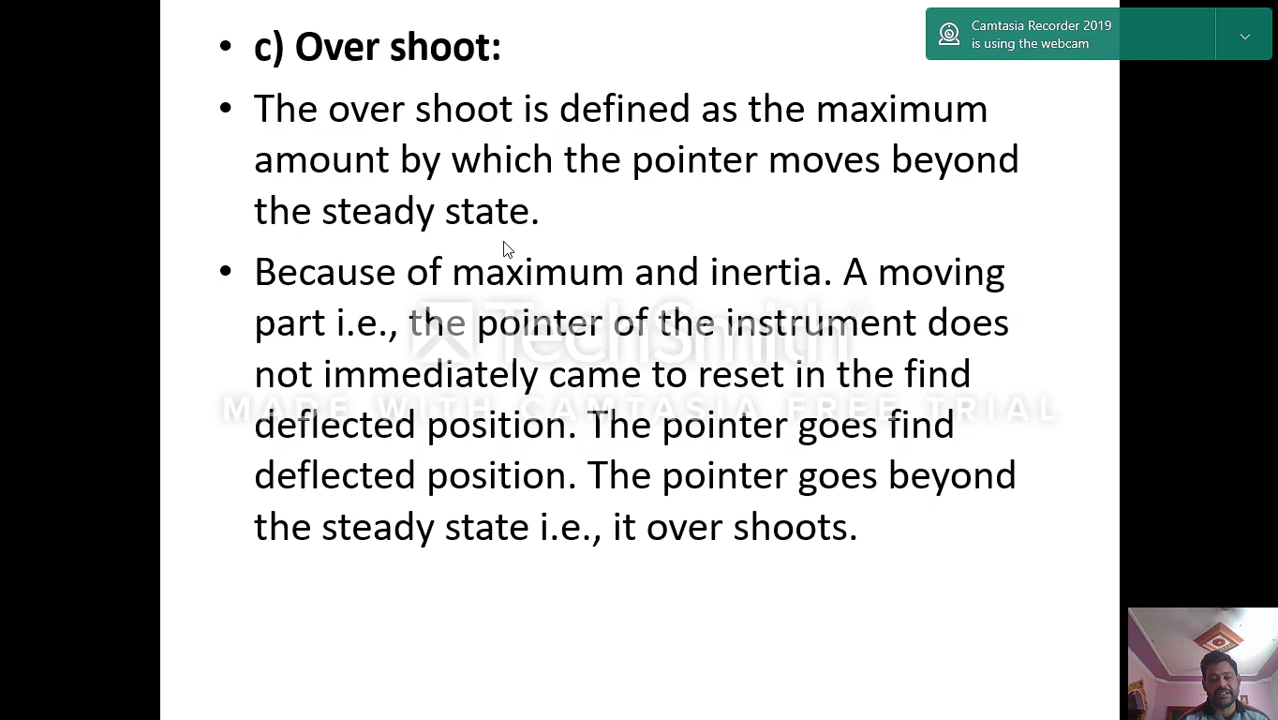 • c) Over shoot:
Camtasia Recorder 2019
is using the webcam
• The over shoot is defined as the maximum
amount by which the pointer moves beyond
the steady state.
• Because of maximum and inertia. A moving
part i.e., the pointer of the instrument does
not immediately came to reset in the find
deflected position. The pointer goes find
deflected position. The pointer goes beyond
the steady state i.e., it over shoots.
TechSmith®
MADE WITH CAMTASIA FREE TRIAL